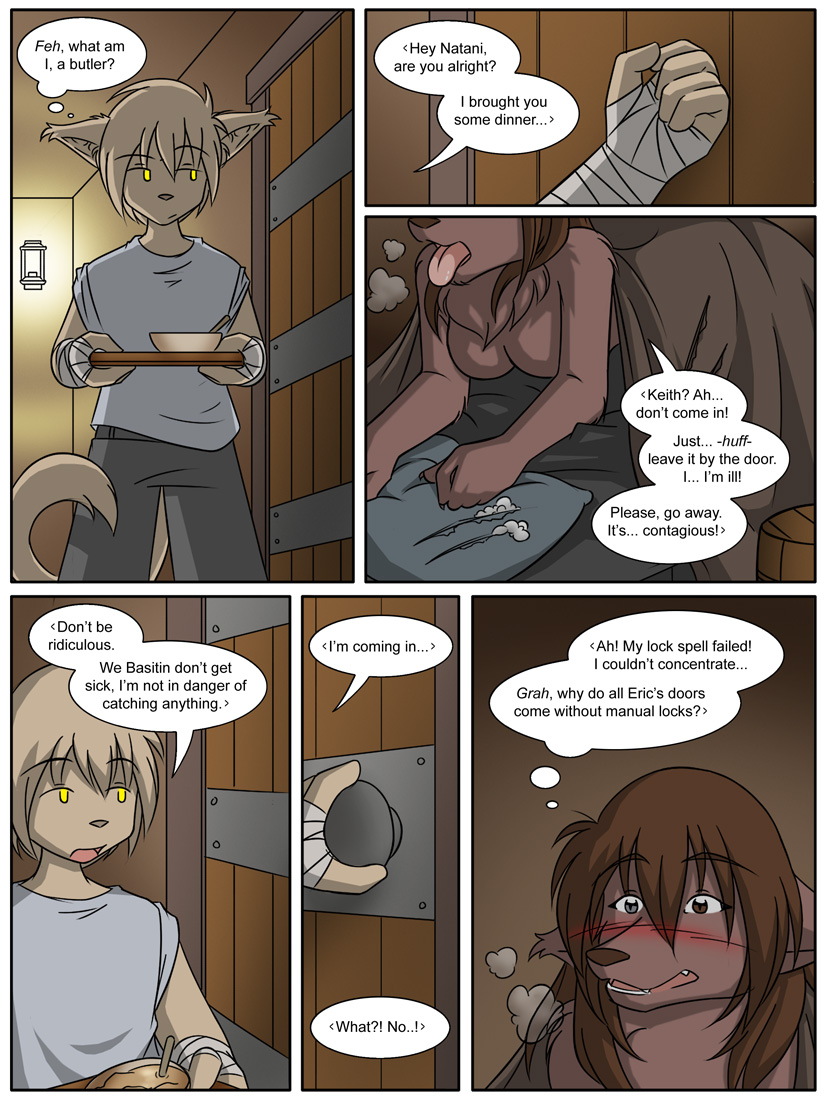 Feh, what am
I, a butler?
‹Hey Natani,
are you alright?
I brought you
some dinner...›
‹Keith? Ah...
don't come in!
Just... -huff-
leave it by the door.
I... I'm ill!
Please, go away.
It's... contagious!›
‹Don't be
ridiculous.
We Basitin don't get
sick, I'm not in danger of
catching anything.›
‹I'm coming in...›
‹What?! No..!›
‹Ah! My lock spell failed!
I couldn't concentrate...
Grah, why do all Eric's doors
come without manual locks?›